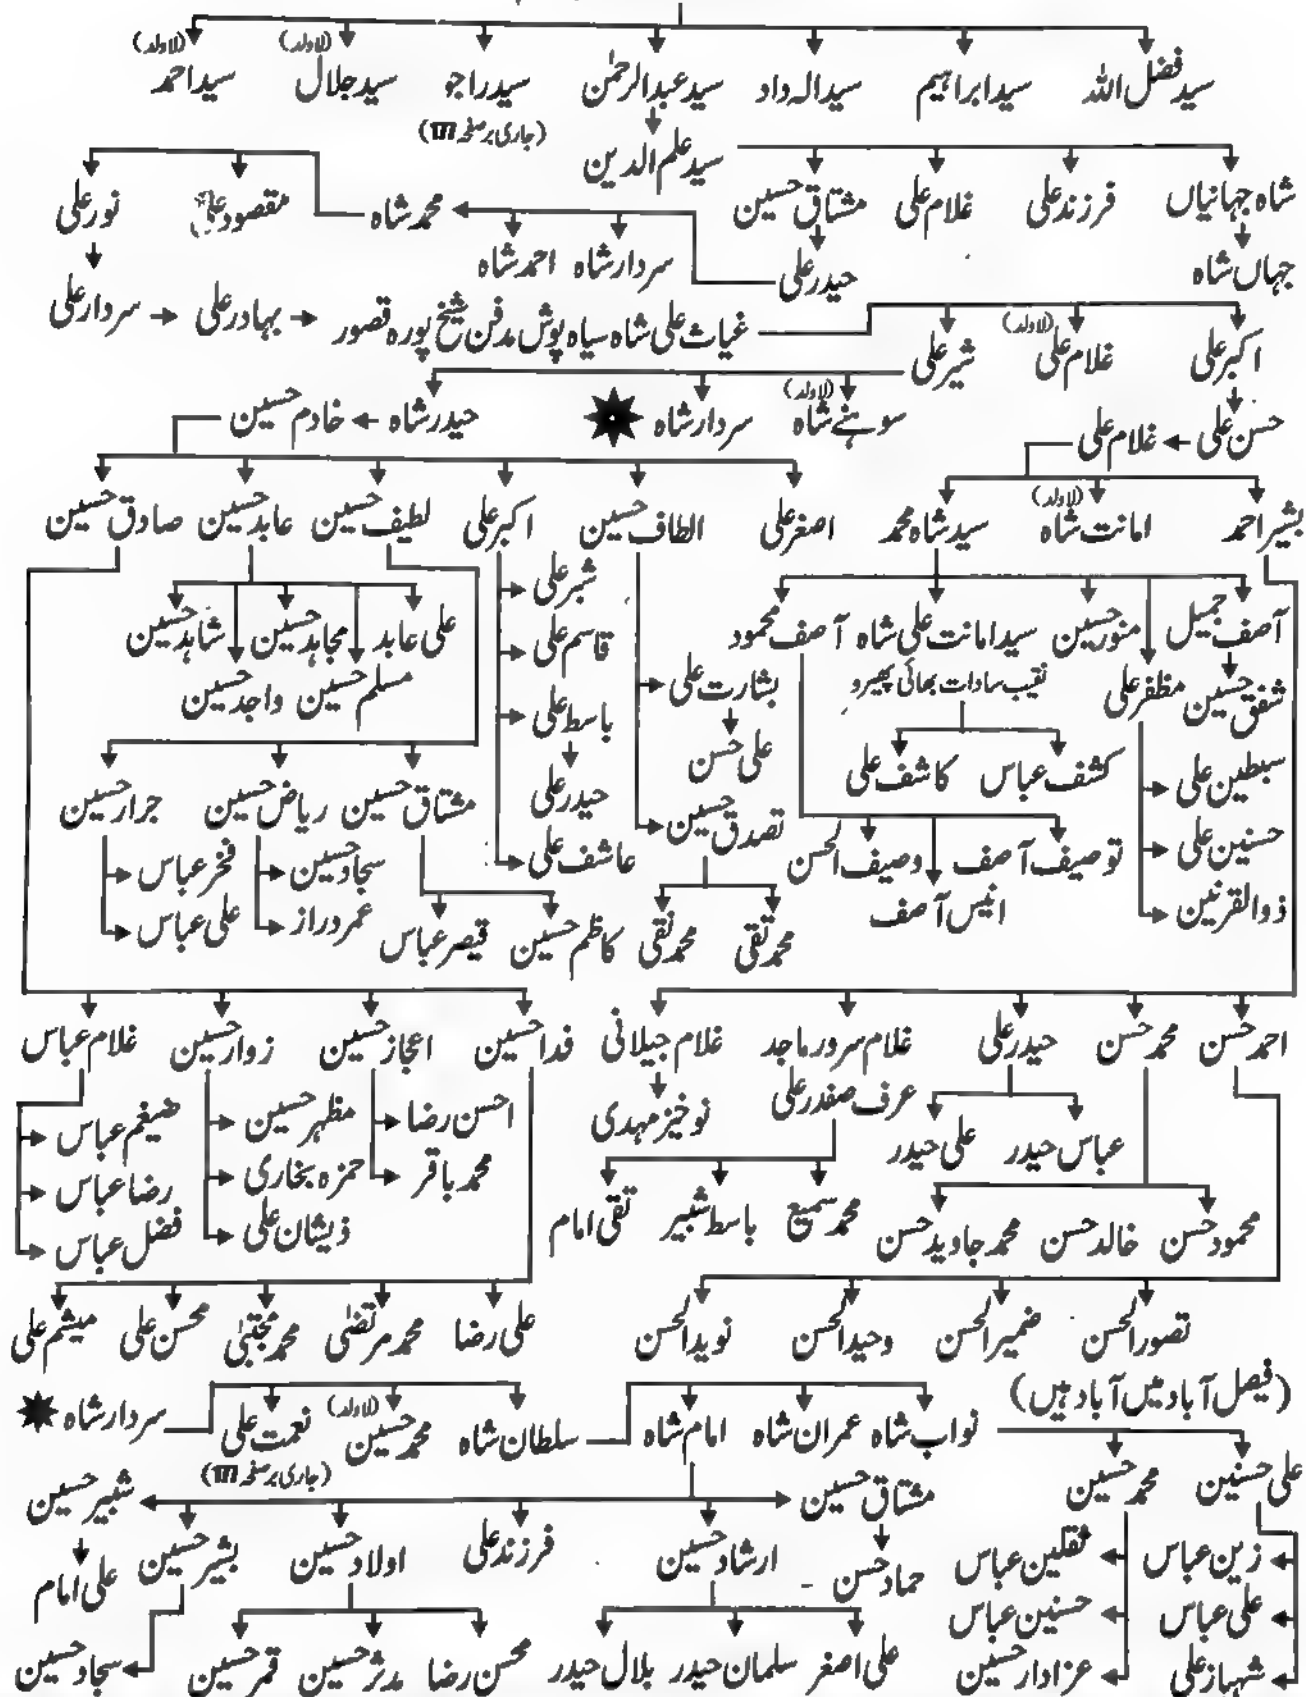 (لاولد) (لاولد)
سید فضل اللہ سید ابراہیم سید الہ داد سید عبدالرحمٰن سید راجو سید جلال سید احمد
(جاری بر صفحہ 177)
سید علم الدین
شاہ جہانیاں فرزند علی غلام علی مشتاق حسین محمد شاہ مقصود علی نور علی
جہاں شاہ حیدر علی سردار شاہ احمد شاہ
غیاث علی شاہ سیاہ پوش مدفن شیخ پورہ قصور بہادر علی سردار علی
(لاولد)
اکبر علی غلام علی شیر علی
(لاولد)
حسن علی غلام علی سوہنے شاہ سردار شاہ حیدر شاہ خادم حسین
(لاولد)
بشیر احمد امانت شاہ سید شاہ محمد اصغر علی الطاف حسین اکبر علی لطیف حسین عابد حسین صادق حسین
شبر علی
آصف جمیل منور حسین سید امانت علی شاہ آصف محمود قاسم علی علی عابد مجاہد حسین شاہد حسین
شفق حسین مظفر علی نقیب سادات بھائی پھیرو بشارت علی باسط علی مسلم حسین واجد حسین
سبطین علی کشف عباس کاشف علی علی حسن حیدر علی مشتاق حسین ریاض حسین جرار حسین
حسنین علی توصیف آصف وصیف الحسن تصدق حسین عاشف علی سجاد حسین فخر عباس
ذوالقرنین انیس آصف محمد تقی محمد نقی کاظم حسین قیصر عباس عمر دراز علی عباس
احمد حسن محمد حسن حیدر علی غلام سرور ماجد غلام جیلانی فدا حسین اعجاز حسین زوار حسین غلام عباس
عرف صفدر علی نوخیز مہدی احسن رضا مظہر حسین ضیغم عباس
عباس حیدر علی حیدر محمد باقر حمزہ بخاری رضا عباس
محمود حسن خالد حسن محمد جاوید حسن محمد سمیع باسط شبیر تقی امام ذیشان علی فضل عباس
تصور الحسن ضمیر الحسن وحید الحسن نوید الحسن علی رضا محمد مرتضٰی محمد مجتبیٰ محسن علی میشم علی
(فیصل آباد میں آباد ہیں)
(لاولد)
نواب شاہ عمران شاہ امام شاہ سلطان شاہ محمد حسین نعمت علی سردار شاہ
(جاری بر صفحہ 177)
علی حسنین محمد حسین مشتاق حسین شبیر حسین
زین عباس ثقلین عباس حماد حسن ارشاد حسین فرزند علی اولاد حسین بشیر حسین علی امام
علی عباس حسنین عباس
شہباز علی عزادار حسین علی اصغر سلمان حیدر بلال حیدر محسن رضا مدثر حسین قمر حسین سجاد حسین